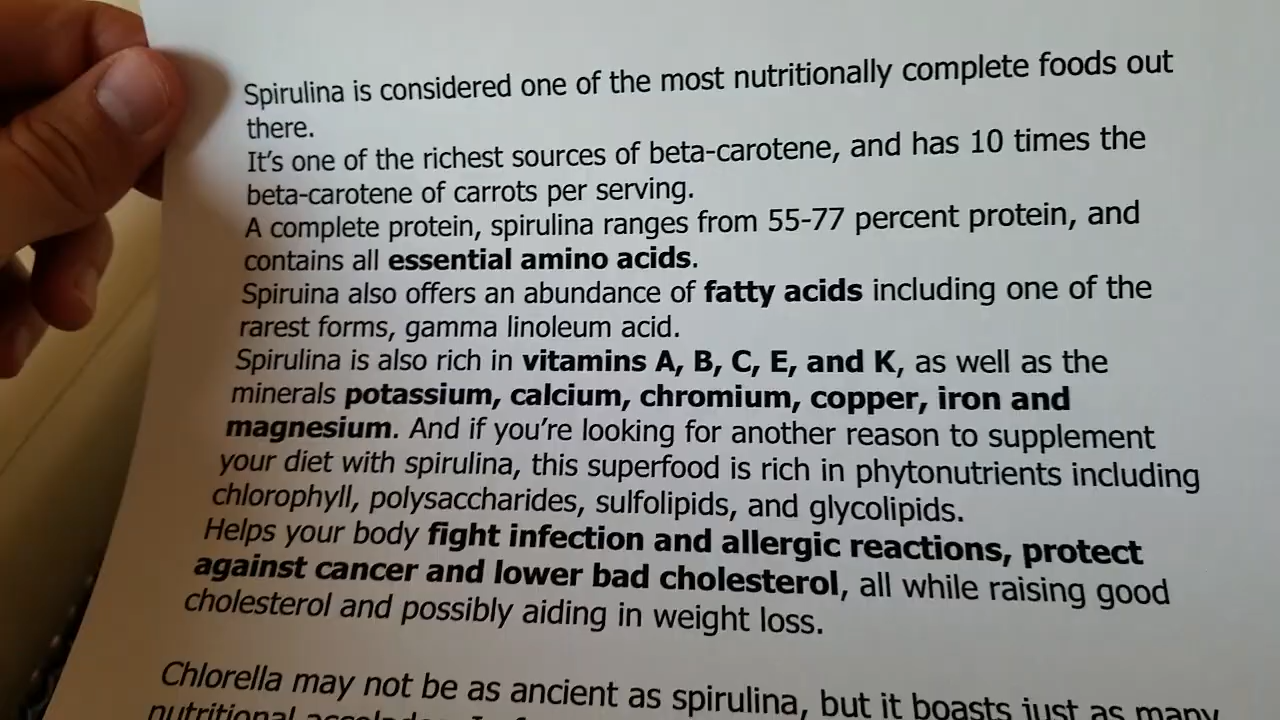 Spirulina is considered one of the most nutritionally complete foods out
there.
It's one of the richest sources of beta-carotene, and has 10 times the
beta-carotene of carrots per serving.
A complete protein, spirulina ranges from 55-77 percent protein, and
contains all essential amino acids.
Spiruina also offers an abundance of fatty acids including one of the
rarest forms, gamma linoleum acid.
Spirulina is also rich in vitamins A, B, C, E, and K, as well as the
minerals potassium, calcium, chromium, copper, iron and
magnesium. And if you're looking for another reason to supplement
your diet with spirulina, this superfood is rich in phytonutrients including
chlorophyll, polysaccharides, sulfolipids, and glycolipids.
Helps your body fight infection and allergic reactions, protect
against cancer and lower bad cholesterol, all while raising good
cholesterol and possibly aiding in weight loss.
Chlorella may not be as ancient as spirulina, but it boasts just as many
nutritional